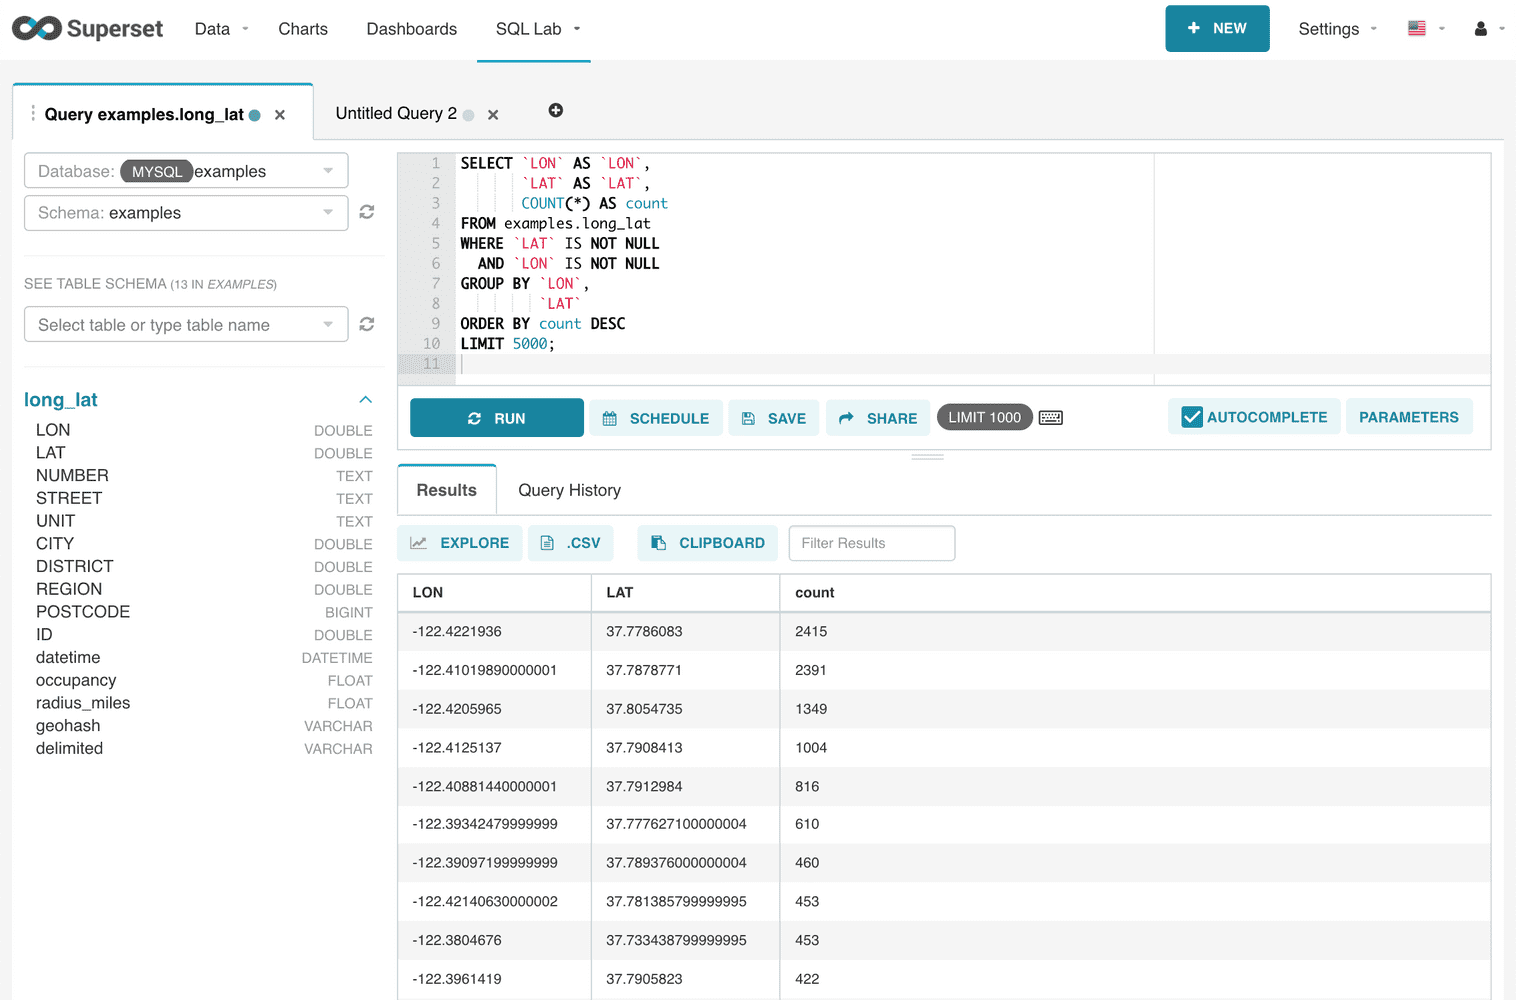 Superset Data Charts Dashboards SQL Lab + NEW Settings
Query examples.long_lat × Untitled Query 2 ×
Database: MYSQL examples
Schema: examples
SEE TABLE SCHEMA (13 IN EXAMPLES)
Select table or type table name
long_lat
LON DOUBLE
LAT DOUBLE
NUMBER TEXT
STREET TEXT
UNIT TEXT
CITY DOUBLE
DISTRICT DOUBLE
REGION DOUBLE
POSTCODE BIGINT
ID DOUBLE
datetime DATETIME
occupancy FLOAT
radius_miles FLOAT
geohash VARCHAR
delimited VARCHAR
1 SELECT `LON` AS `LON`,
2 `LAT` AS `LAT`,
3 COUNT(*) AS count
4 FROM examples.long_lat
5 WHERE `LAT` IS NOT NULL
6 AND `LON` IS NOT NULL
7 GROUP BY `LON`,
8 `LAT`
9 ORDER BY count DESC
10 LIMIT 5000;
11
RUN SCHEDULE SAVE SHARE LIMIT 1000 AUTOCOMPLETE PARAMETERS
Results Query History
EXPLORE .CSV CLIPBOARD Filter Results
LON LAT count
-122.4221936 37.7786083 2415
-122.41019890000001 37.7878771 2391
-122.4205965 37.8054735 1349
-122.4125137 37.7908413 1004
-122.40881440000001 37.7912984 816
-122.39342479999999 37.777627100000004 610
-122.39097199999999 37.789376000000004 460
-122.42140630000002 37.781385799999995 453
-122.3804676 37.733438799999995 453
-122.3961419 37.7905823 422